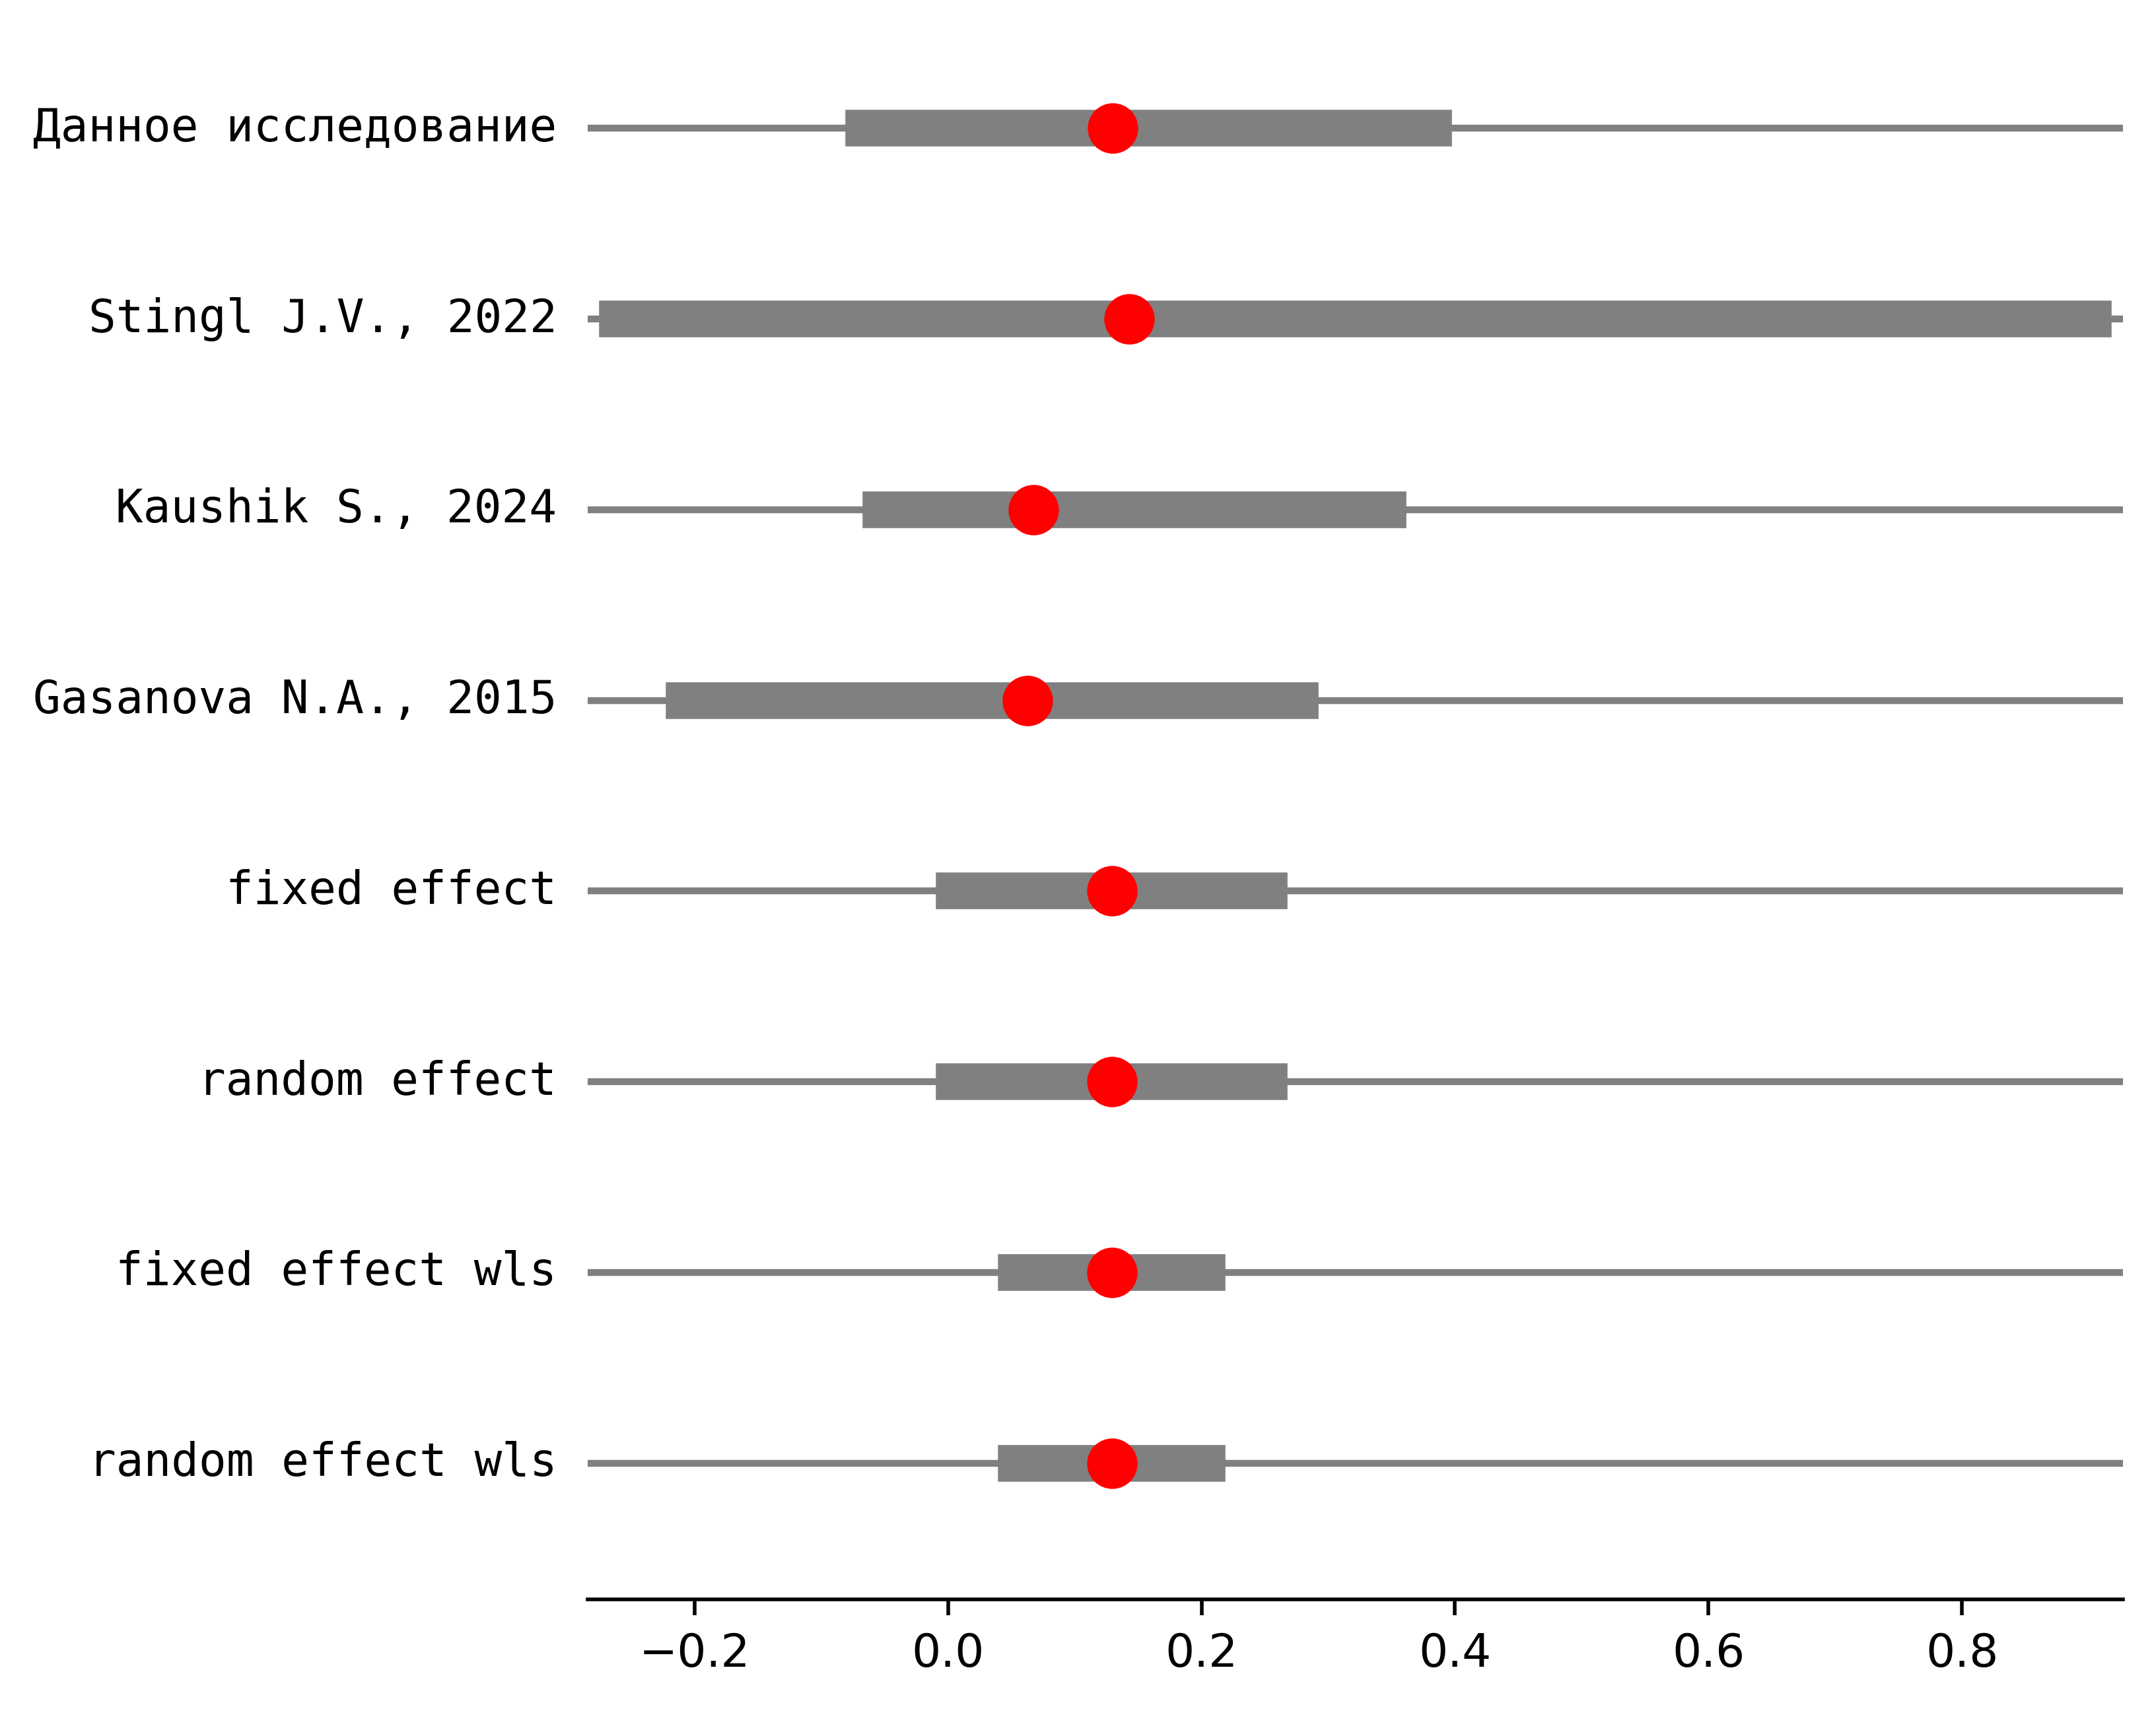 Данное исследование
Stingl J.V., 2022
Kaushik S., 2024
Gasanova N.A., 2015
fixed effect
random effect
fixed effect wls
random effect wls
−0.2 0.0 0.2 0.4 0.6 0.8